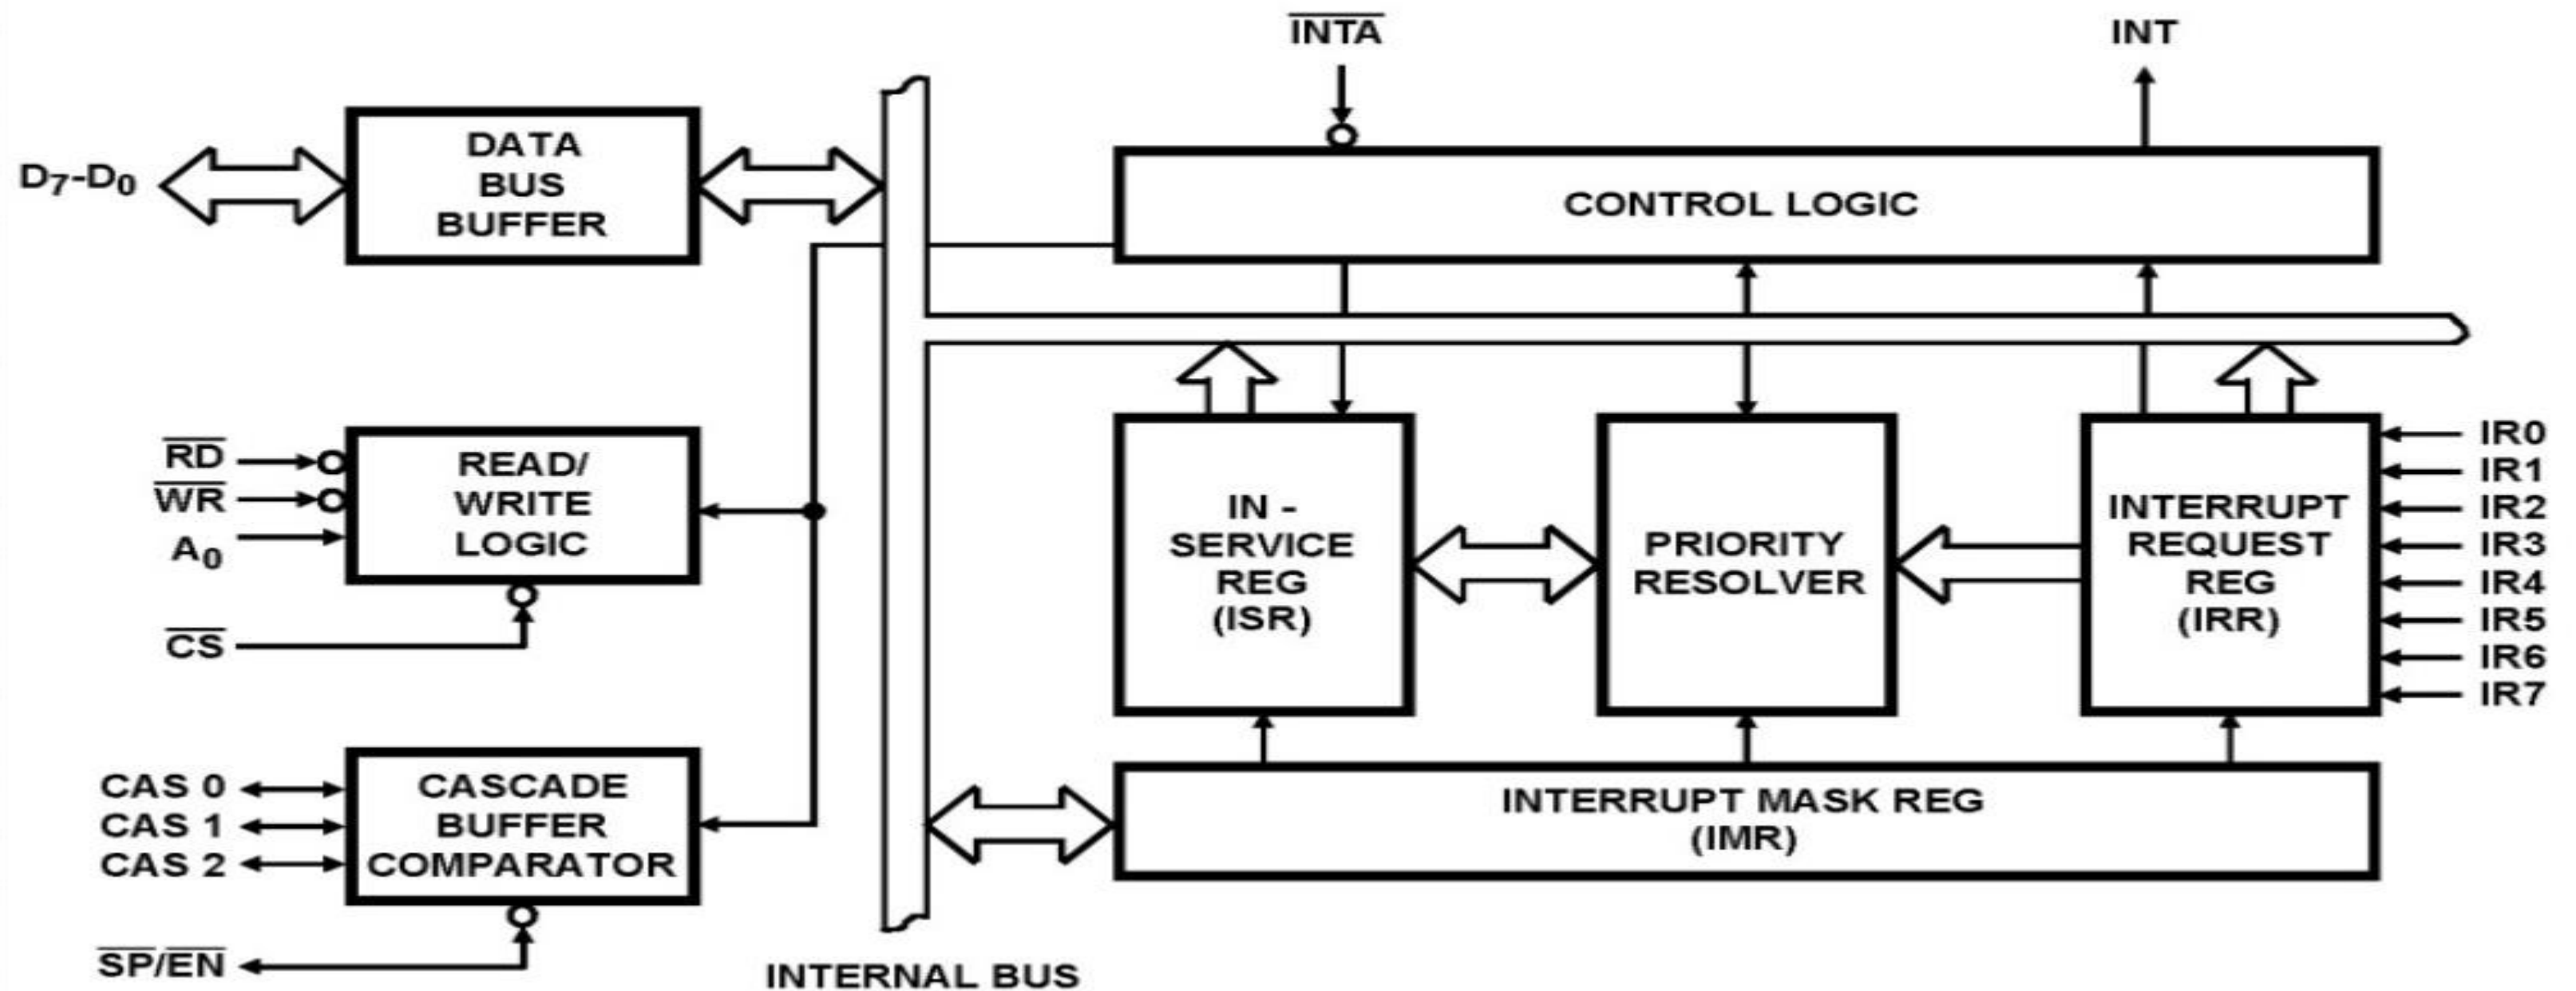 INTA
INT
D7-D0
DATA
BUS
BUFFER
CONTROL LOGIC
RD
WR
A0
CS
READ/
WRITE
LOGIC
IN -
SERVICE
REG
(ISR)
PRIORITY
RESOLVER
INTERRUPT
REQUEST
REG
(IRR)
IR0
IR1
IR2
IR3
IR4
IR5
IR6
IR7
CAS 0
CAS 1
CAS 2
CASCADE
BUFFER
COMPARATOR
SP/EN
INTERRUPT MASK REG
(IMR)
INTERNAL BUS